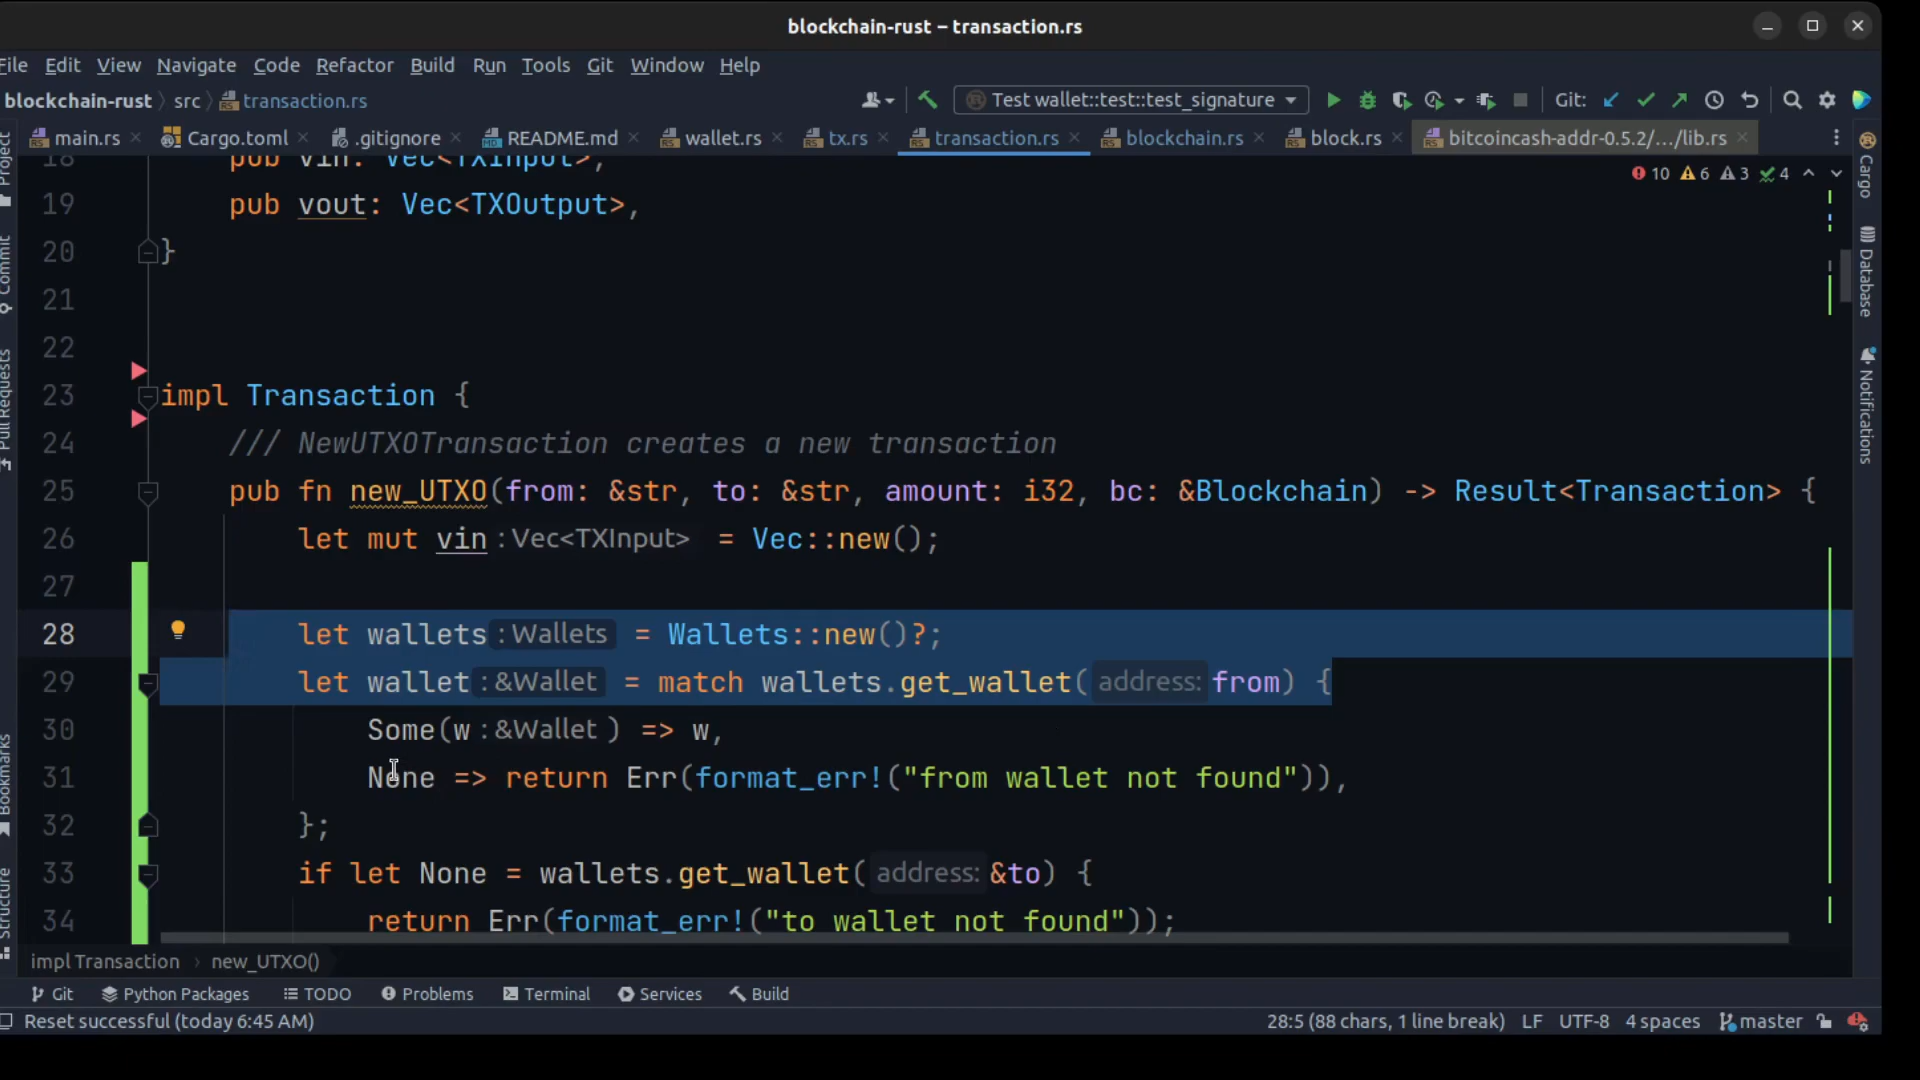 blockchain-rust – transaction.rs
File Edit View Navigate Code Refactor Build Run Tools Git Window Help
blockchain-rust src transaction.rs
Test wallet::test::test_signature Git:
main.rs Cargo.toml .gitignore README.md wallet.rs tx.rs transaction.rs blockchain.rs block.rs bitcoincash-addr-0.5.2/.../lib.rs
10 6 3 4
18 pub vin: Vec<TXInput>,
19 pub vout: Vec<TXOutput>,
20 }
21
22
23 impl Transaction {
24 /// NewUTXOTransaction creates a new transaction
25 pub fn new_UTXO(from: &str, to: &str, amount: i32, bc: &Blockchain) -> Result<Transaction> {
26 let mut vin : Vec<TXInput> = Vec::new();
27
28 let wallets : Wallets = Wallets::new()?;
29 let wallet : &Wallet = match wallets.get_wallet( address: from) {
30 Some(w : &Wallet ) => w,
31 None => return Err(format_err!("from wallet not found")),
32 };
33 if let None = wallets.get_wallet( address: &to) {
34 return Err(format_err!("to wallet not found"));
impl Transaction new_UTXO()
Git Python Packages TODO Problems Terminal Services Build
Reset successful (today 6:45 AM) 28:5 (88 chars, 1 line break) LF UTF-8 4 spaces master
Project
Commit
Pull Requests
Bookmarks
Structure
Cargo
Database
Notifications